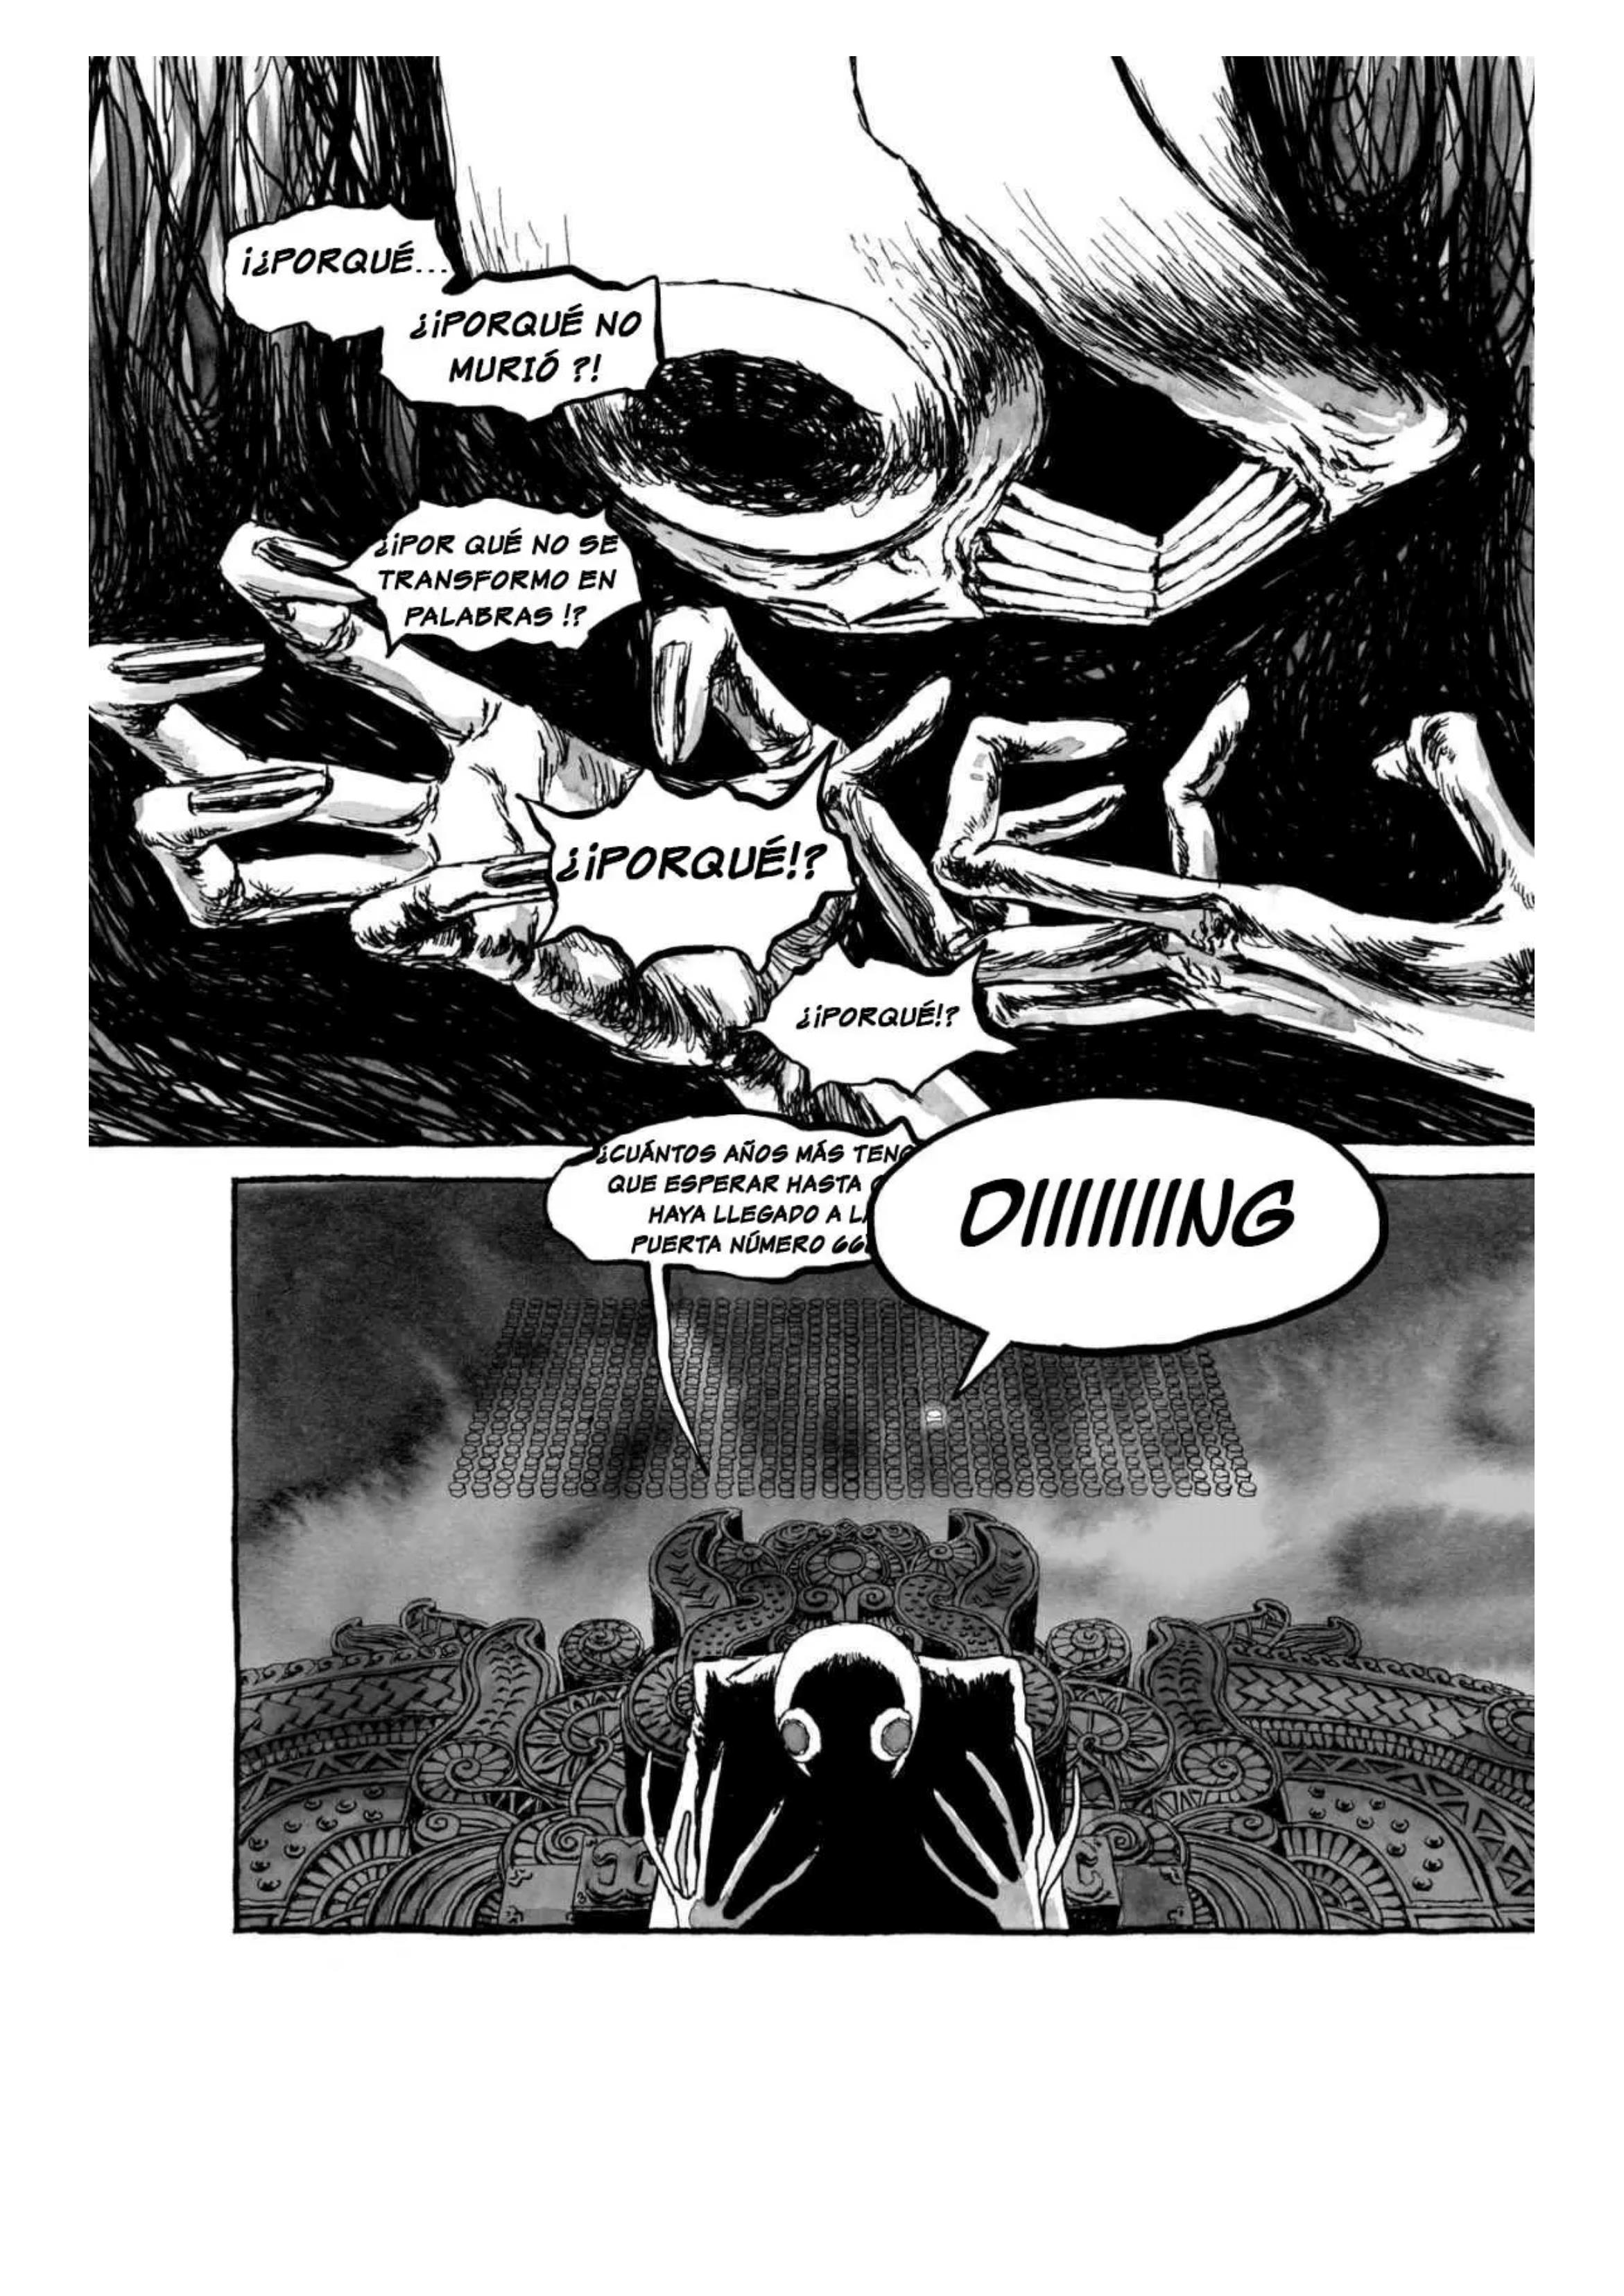 ¡¿PORQUÉ...
¿¡PORQUÉ NO
MURIÓ ?!
¿¡POR QUÉ NO SE
TRANSFORMO EN
PALABRAS !?
¿¡PORQUÉ!?
¿¡PORQUÉ!?
¿CUÁNTOS AÑOS MÁS
QUE ESPERAR HASTA
HAYA LLEGADO A
PUERTA NÚMERO
DIIIIIIIING